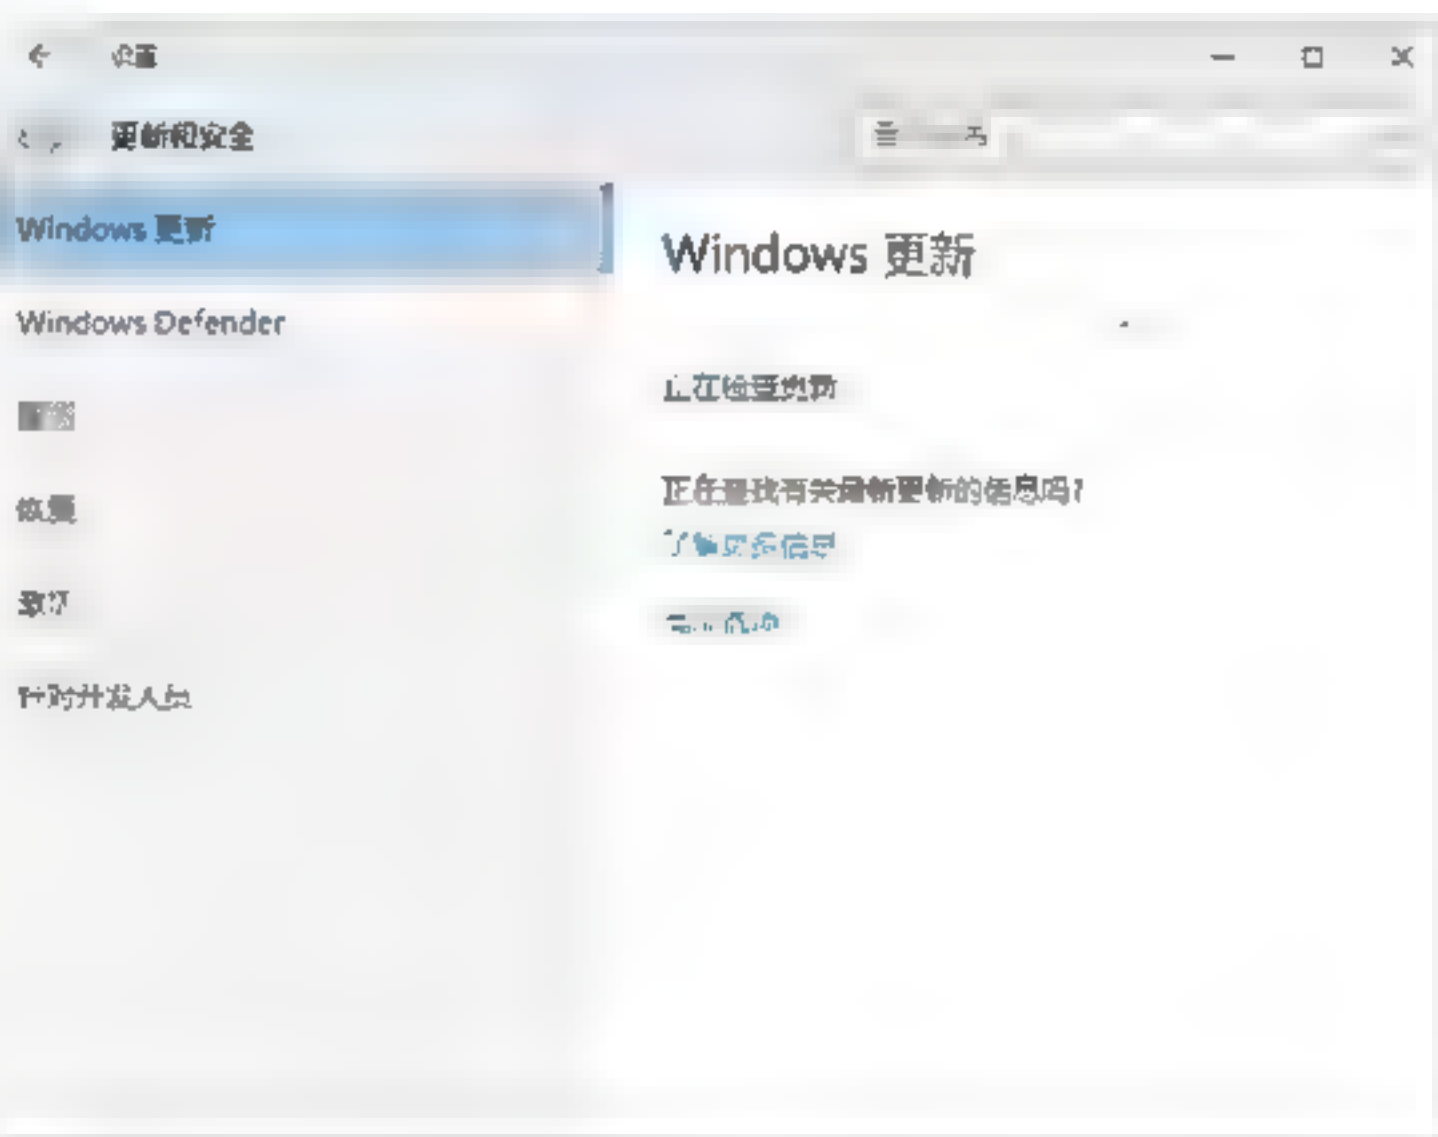 设置
更新和安全
Windows 更新
Windows Defender
恢复
针对开发人员
Windows 更新
正在检查更新
正在查找有关最新更新的信息吗?
了解更多信息